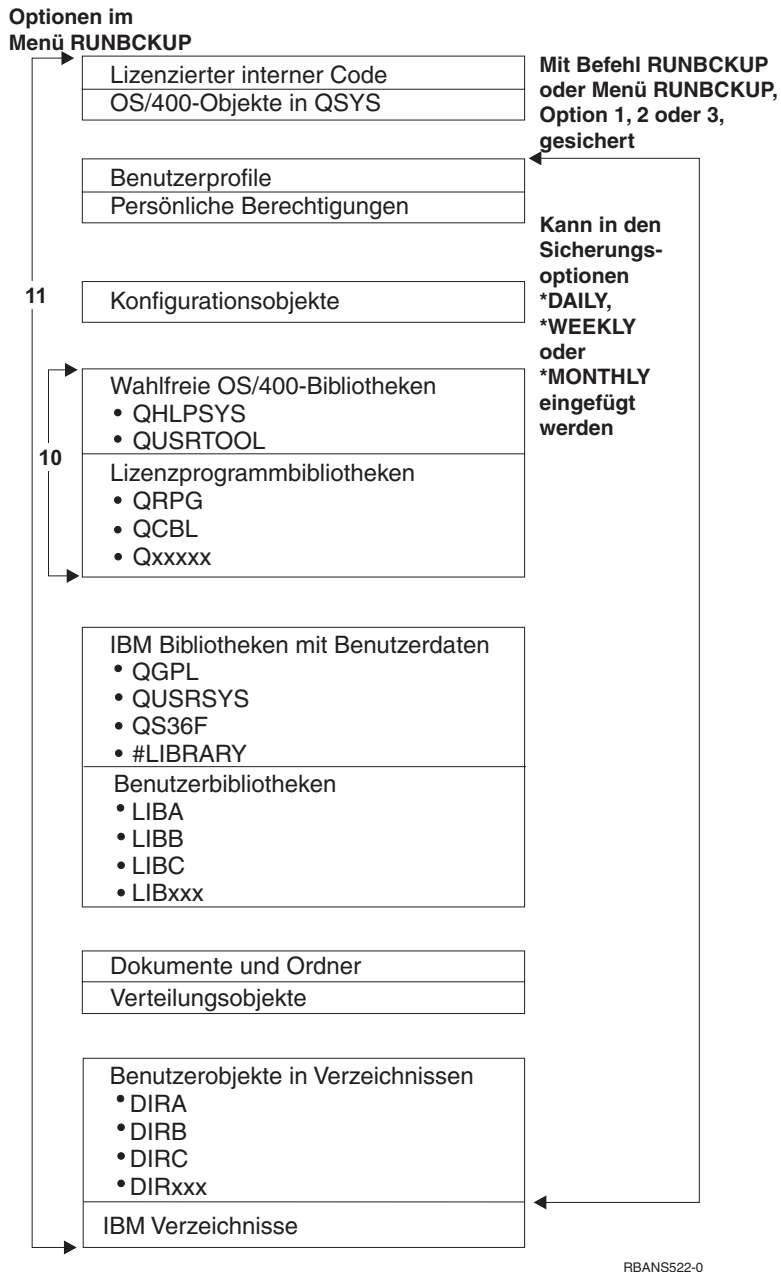 Optionen im
Menü RUNBCKUP
Lizenzierter interner Code
OS/400-Objekte in QSYS
Mit Befehl RUNBCKUP
oder Menü RUNBCKUP,
Option 1, 2 oder 3,
gesichert
Benutzerprofile
Persönliche Berechtigungen
Kann in den
Sicherungs-
optionen
*DAILY,
*WEEKLY
oder
*MONTHLY
eingefügt
werden
11
Konfigurationsobjekte
10
Wahlfreie OS/400-Bibliotheken
• QHLPSYS
• QUSRTOOL
Lizenzprogrammbibliotheken
• QRPG
• QCBL
• Qxxxxx
IBM Bibliotheken mit Benutzerdaten
• QGPL
• QUSRSYS
• QS36F
• #LIBRARY
Benutzerbibliotheken
• LIBA
• LIBB
• LIBC
• LIBxxx
Dokumente und Ordner
Verteilungsobjekte
Benutzerobjekte in Verzeichnissen
• DIRA
• DIRB
• DIRC
• DIRxxx
IBM Verzeichnisse
RBANS522-0